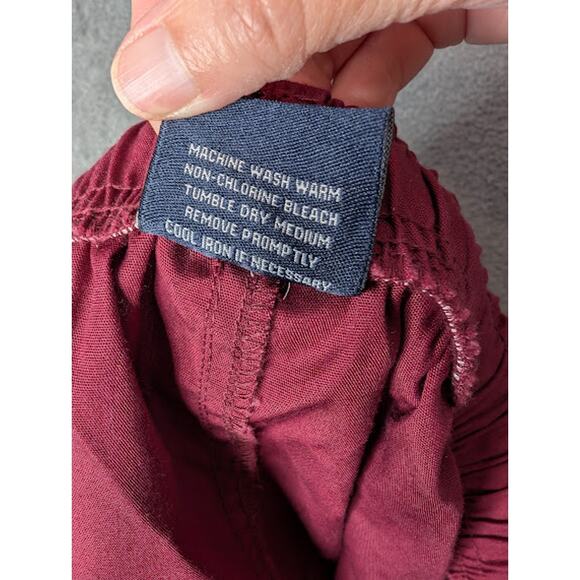 MACHINE WASH WARM
NON-CHLORINE BLEACH
TUMBLE DRY MEDIUM
REMOVE PROMPTLY
COOL IRON IF NECESSARY